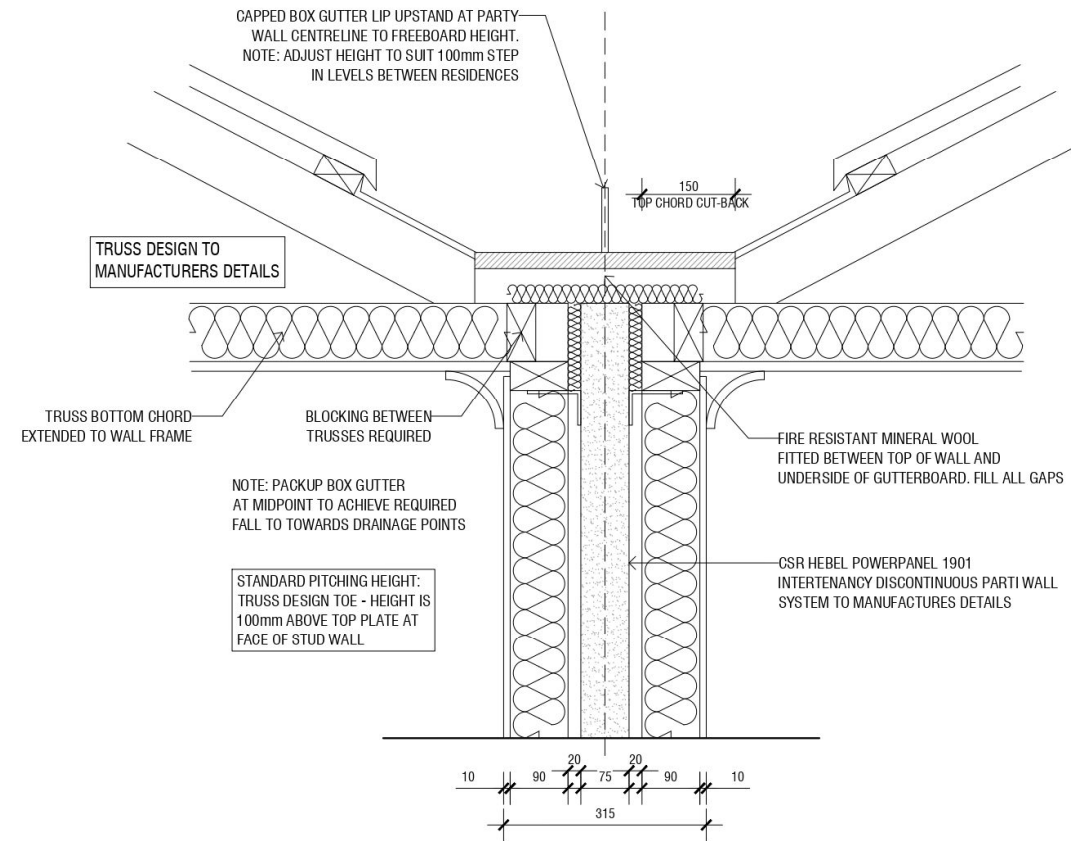 CAPPED BOX GUTTER LIP UPSTAND AT PARTY
WALL CENTRELINE TO FREEBOARD HEIGHT.
NOTE: ADJUST HEIGHT TO SUIT 100mm STEP
IN LEVELS BETWEEN RESIDENCES
150
TOP CHORD CUT-BACK
TRUSS DESIGN TO
MANUFACTURERS DETAILS
TRUSS BOTTOM CHORD
EXTENDED TO WALL FRAME
BLOCKING BETWEEN
TRUSSES REQUIRED
FIRE RESISTANT MINERAL WOOL
FITTED BETWEEN TOP OF WALL AND
UNDERSIDE OF GUTTERBOARD. FILL ALL GAPS
NOTE: PACKUP BOX GUTTER
AT MIDPOINT TO ACHIEVE REQUIRED
FALL TO TOWARDS DRAINAGE POINTS
CSR HEBEL POWERPANEL 1901
INTERTENANCY DISCONTINUOUS PARTI WALL
SYSTEM TO MANUFACTURES DETAILS
STANDARD PITCHING HEIGHT:
TRUSS DESIGN TOE - HEIGHT IS
100mm ABOVE TOP PLATE AT
FACE OF STUD WALL
20 20
10 90 75 90 10
315